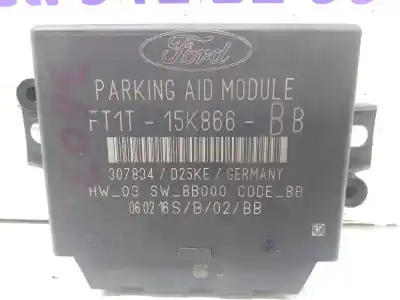 Ford
PARKING AID MODULE
FT1T - 15K866 - BB
307834 / D25KE / GERMANY
HW_03 SW_BB000 CODE_BB
060216S/B/02/BB